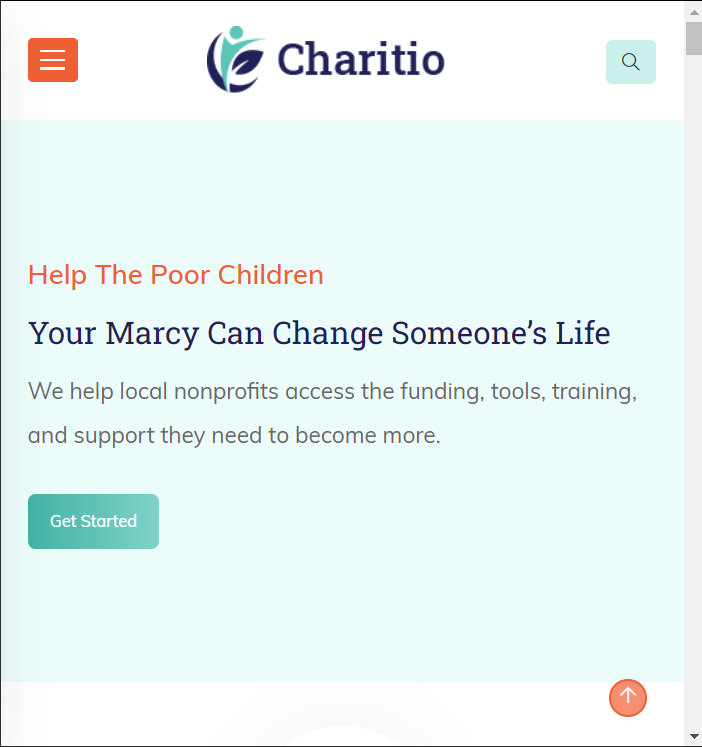 Charitio
Help The Poor Children
Your Marcy Can Change Someone’s Life
We help local nonprofits access the funding, tools, training,
and support they need to become more.
Get Started